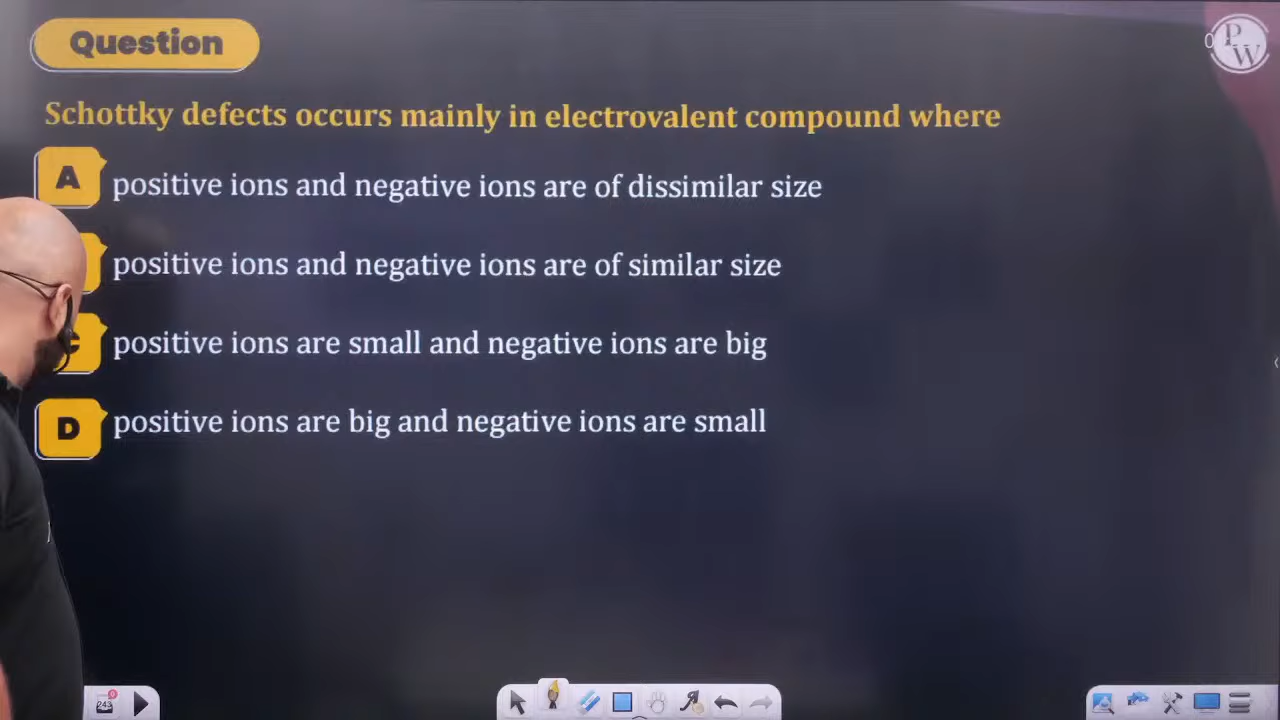 Question
PW
Schottky defects occurs mainly in electrovalent compound where
A positive ions and negative ions are of dissimilar size
positive ions and negative ions are of similar size
positive ions are small and negative ions are big
D positive ions are big and negative ions are small
243